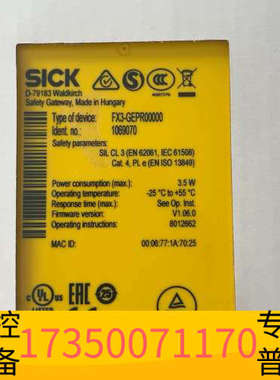 SICK
D-79183 Waldkirch
Safety Gateway, Made in Hungary
Type of device: FX3-GEPR00000
Ident. no.: 1069070
Safety parameters:
SIL CL 3 (EN 62061, IEC 61508)
Cat. 4, PL e (EN ISO 13849)
Power consumption (max.): 3.5 W
Operating temperature: -25 °C to +55 °C
Response time (max.): See Op. Inst.
Firmware version: V1.06.0
Operating instructions: 8012662
MAC ID: 00:06:77:1A:70:25
UL
LISTED
EAC
25
控 专
备 17350071170 普